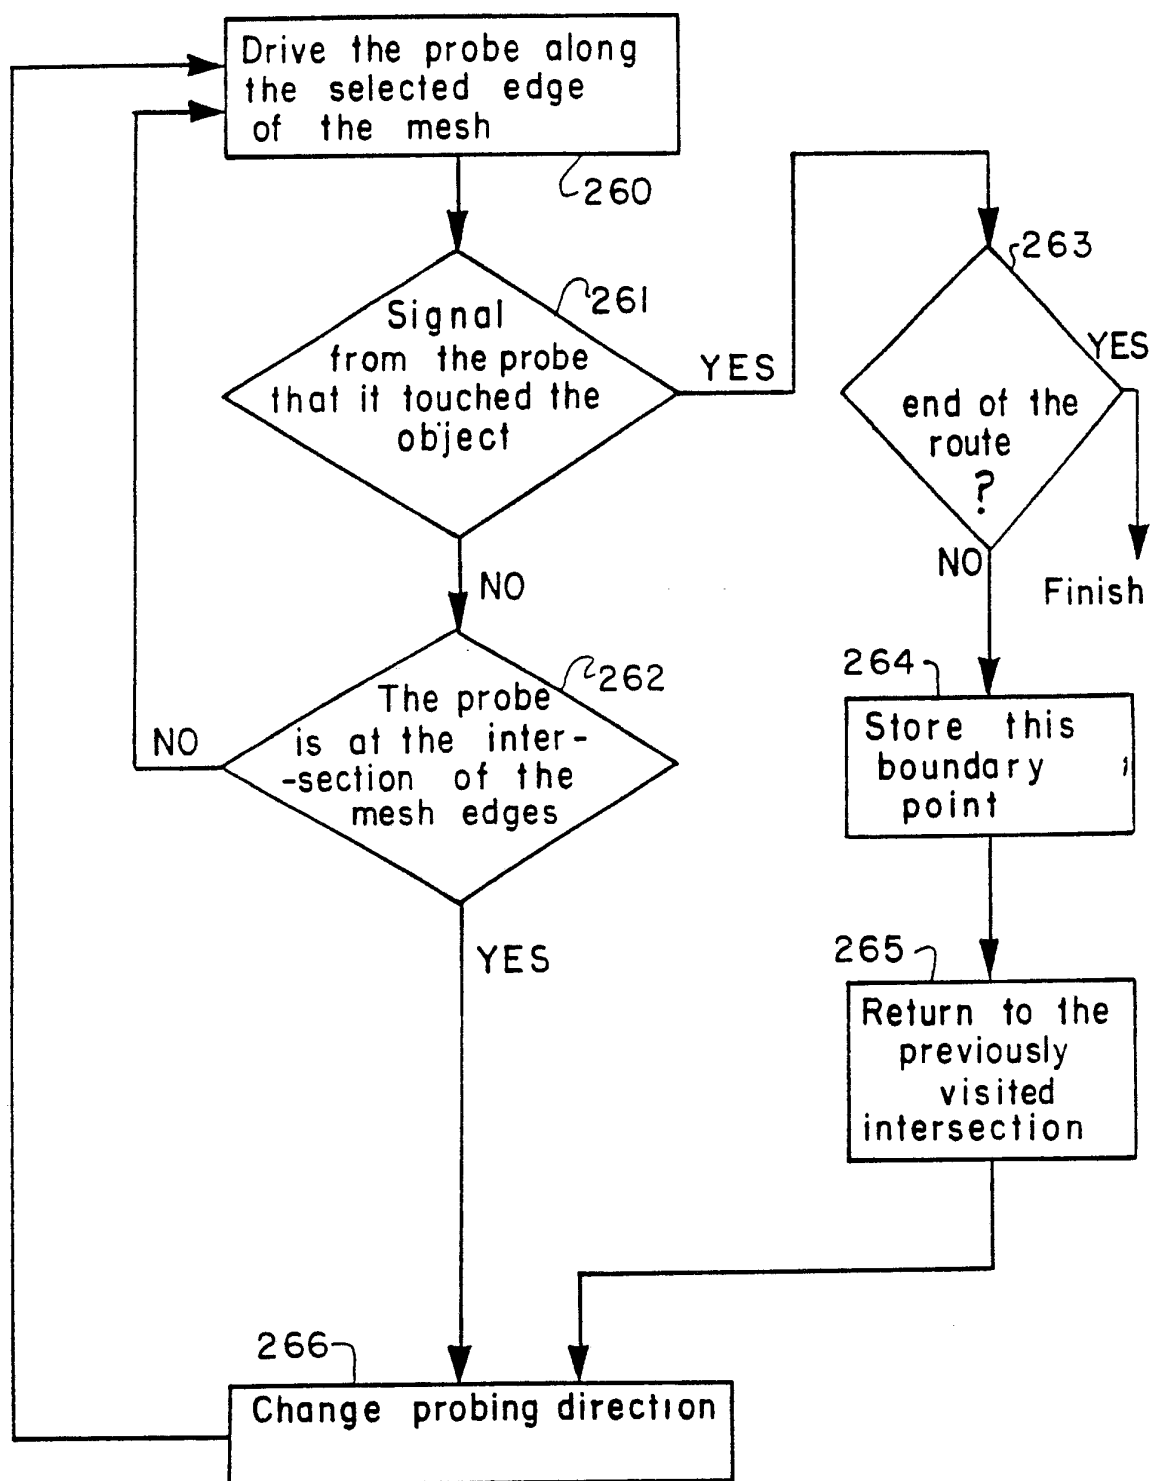 Drive the probe along
the selected edge
of the mesh
260
261
Signal
from the probe
that it touched the
object
YES
NO
263
YES
end of the
route
?
NO
Finish
262
The probe
is at the inter-
-section of the
mesh edges
NO
YES
264
Store this
boundary
point
265
Return to the
previously
visited
intersection
266
Change probing direction